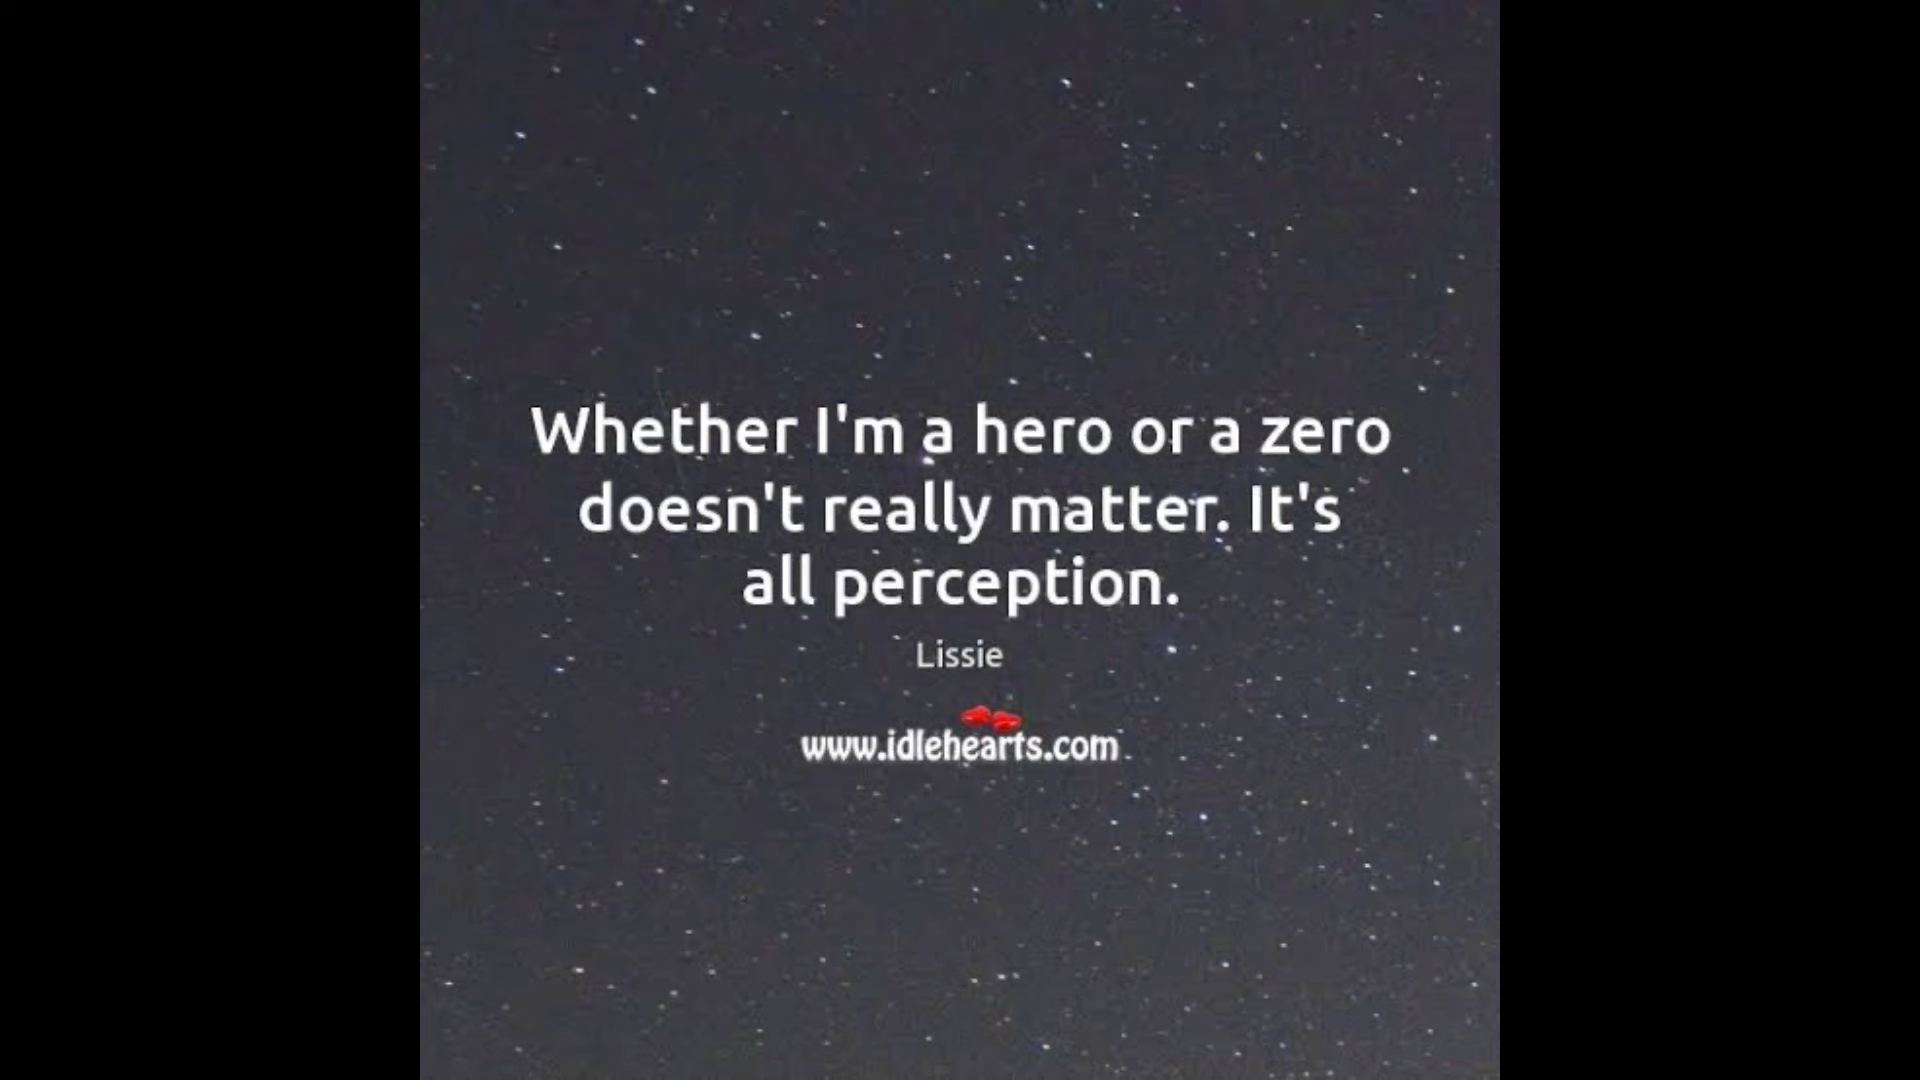 Whether I'm a hero or a zero
doesn't really matter. It's
all perception.
Lissie
www.idlehearts.com